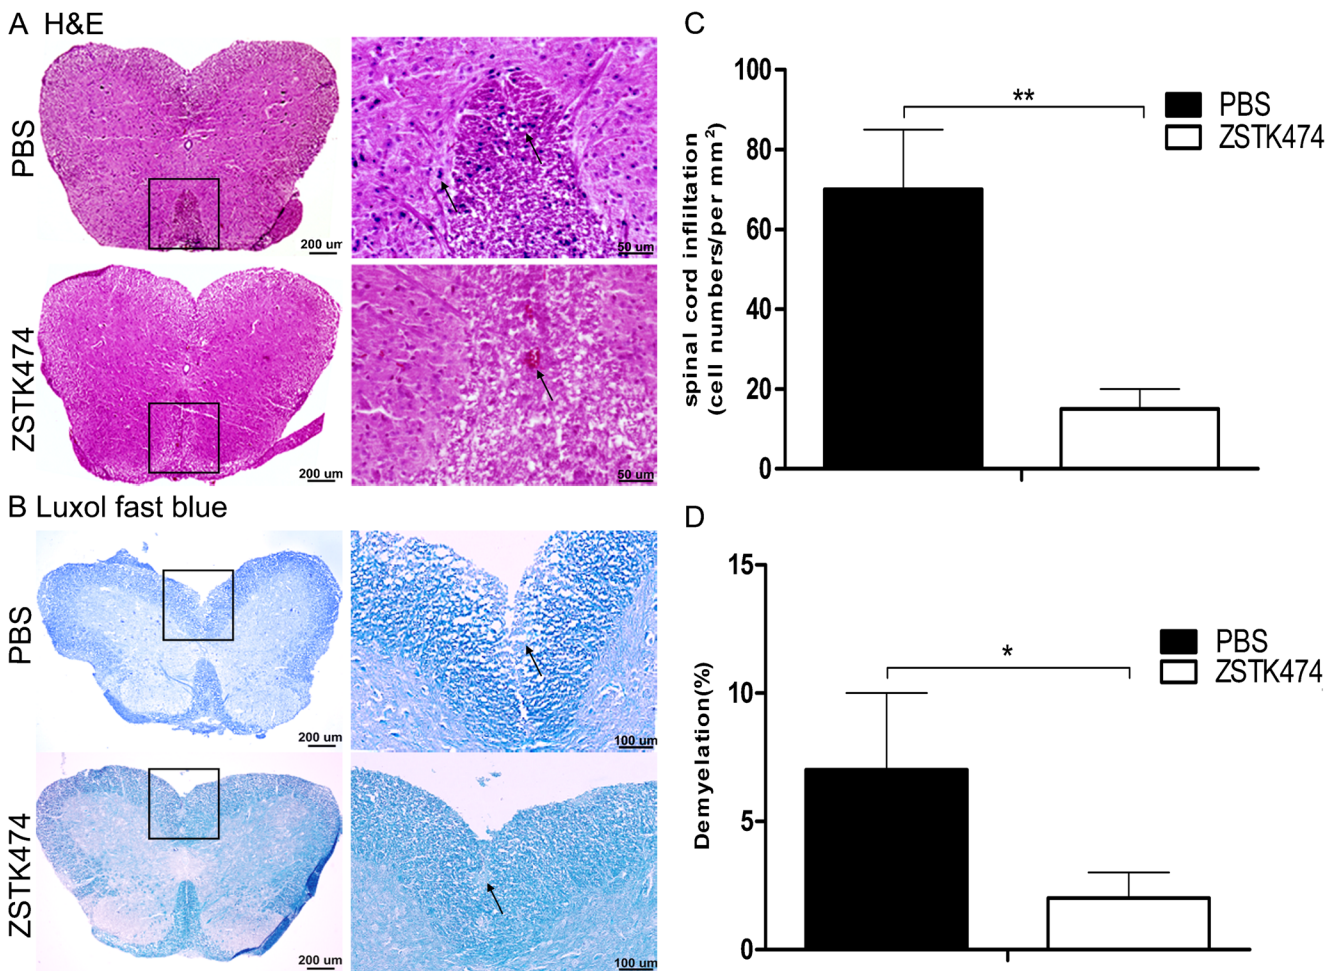 A H&E
PBS
200 um
50 um
ZSTK474
200 um
50 um
B Luxol fast blue
PBS
200 um
100 um
ZSTK474
200 um
100 um
C
spinal cord infliltation
(cell numbers/per mm²)
100
80
60
40
20
0
**
PBS
ZSTK474
D
Demyelation(%)
15
10
5
0
*
PBS
ZSTK474